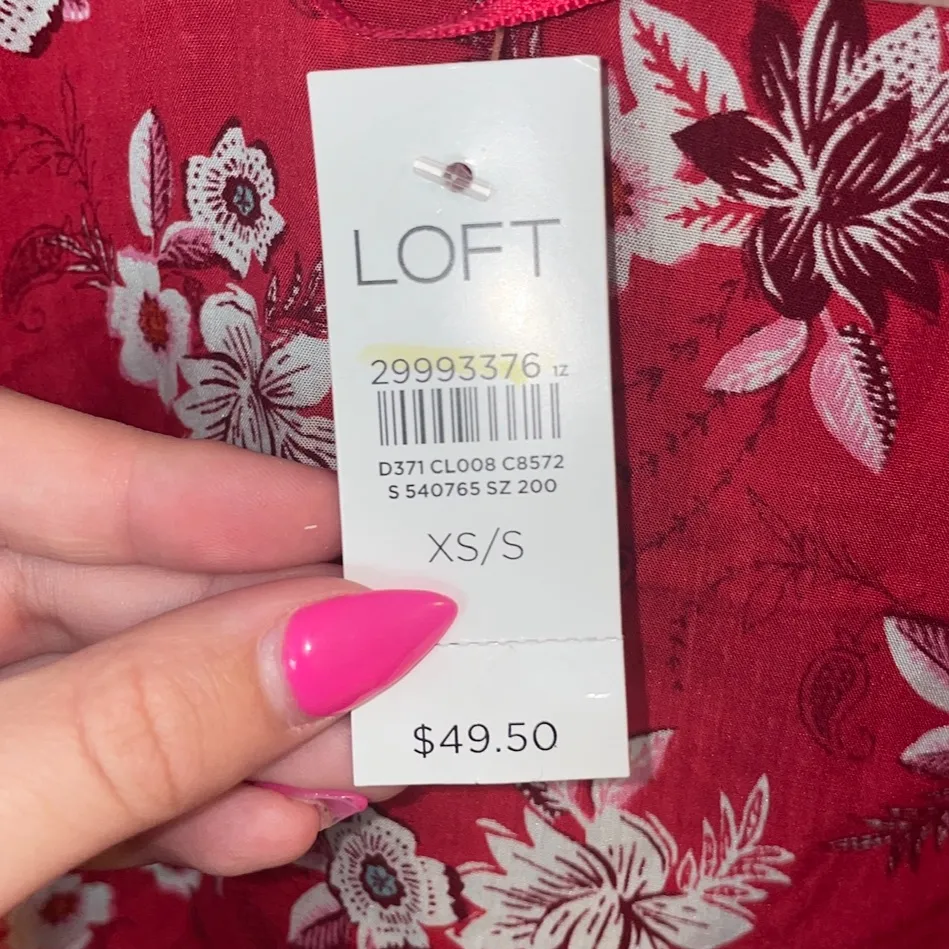 LOFT
29993376 1Z
D371 CL008 C8572
S 540765 SZ 200
XS/S
$49.50